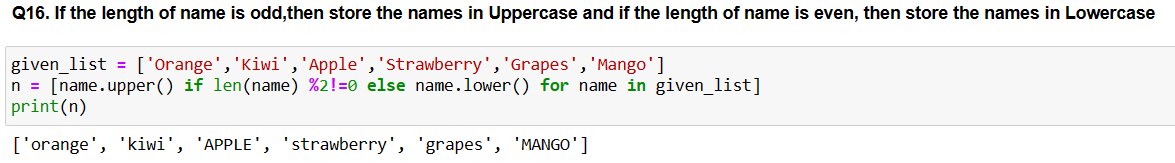 Q16. If the length of name is odd,then store the names in Uppercase and if the length of name is even, then store the names in Lowercase
given_list = ['Orange','Kiwi','Apple','Strawberry','Grapes','Mango']
n = [name.upper() if len(name) %2!=0 else name.lower() for name in given_list]
print(n)
['orange', 'kiwi', 'APPLE', 'strawberry', 'grapes', 'MANGO']